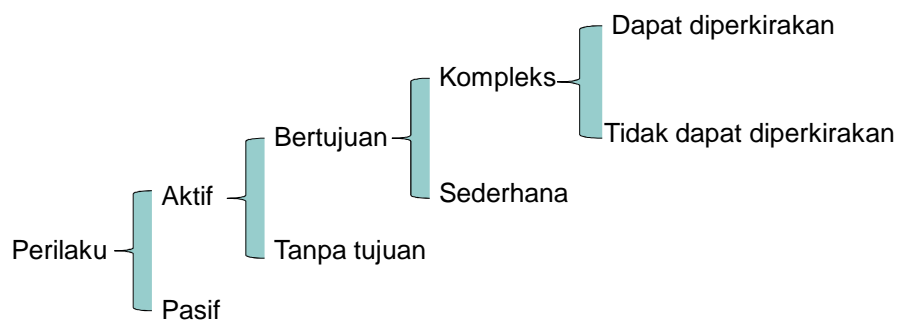 Dapat diperkirakan
Kompleks
Bertujuan
Tidak dapat diperkirakan
Aktif
Sederhana
Perilaku
Tanpa tujuan
Pasif